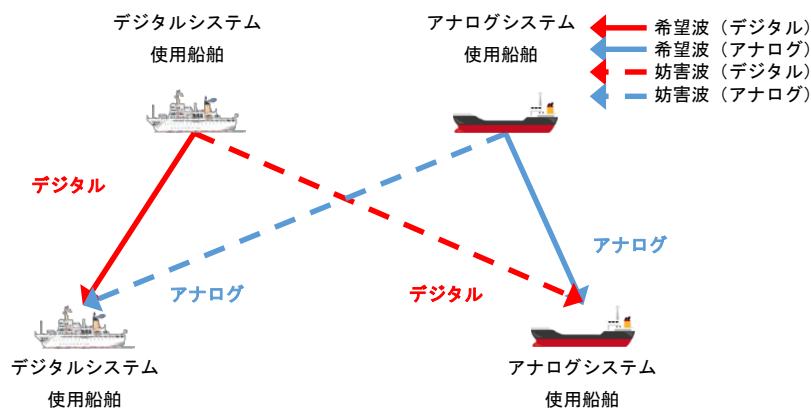 デジタルシステム
使用船舶
アナログシステム
使用船舶
希望波（デジタル）
希望波（アナログ）
妨害波（デジタル）
妨害波（アナログ）
デジタル
アナログ
アナログ
デジタル
デジタルシステム
使用船舶
アナログシステム
使用船舶